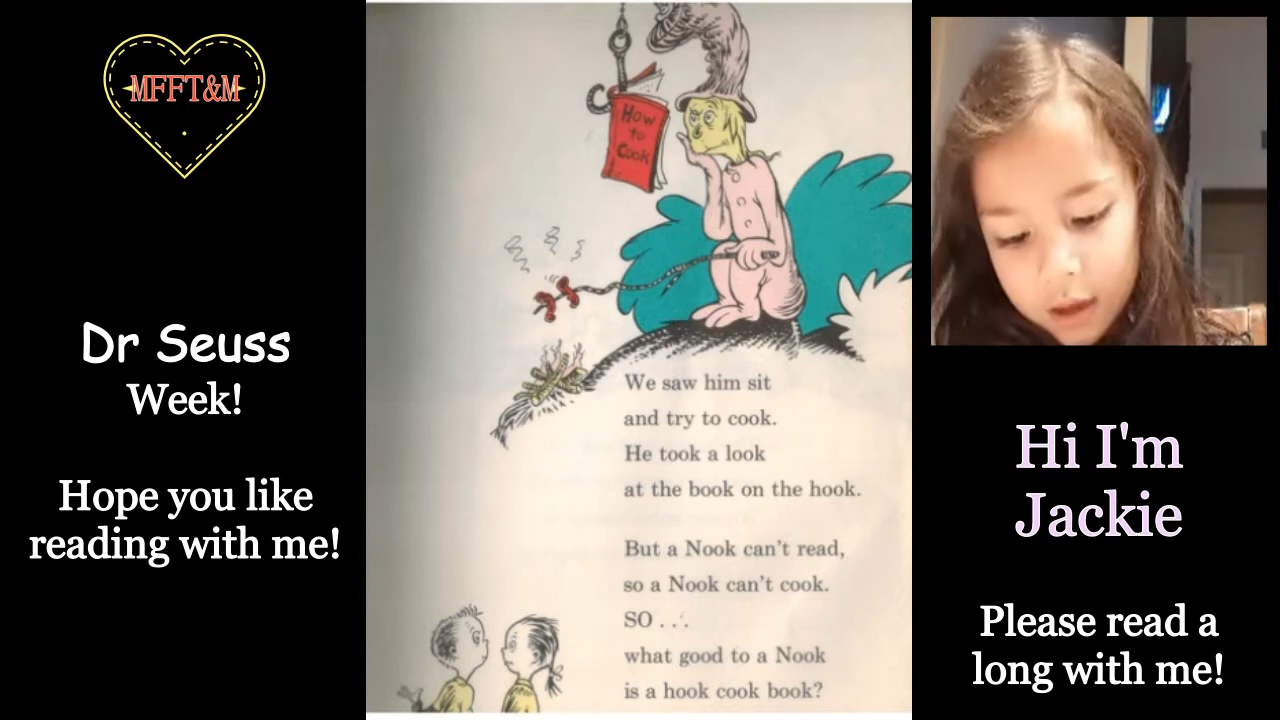 MFFT&M
Dr Seuss
Week!
Hope you like
reading with me!
How
to
Cook
We saw him sit
and try to cook.
He took a look
at the book on the hook.
But a Nook can't read,
so a Nook can't cook.
SO . . .
what good to a Nook
is a hook cook book?
Hi I'm
Jackie
Please read a
long with me!